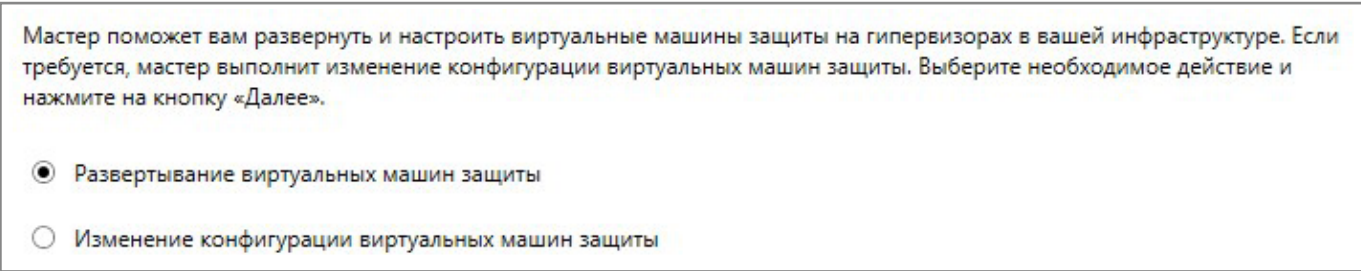 Мастер поможет вам развернуть и настроить виртуальные машины защиты на гипервизорах в вашей инфраструктуре. Если
требуется, мастер выполнит изменение конфигурации виртуальных машин защиты. Выберите необходимое действие и
нажмите на кнопку «Далее».
Развертывание виртуальных машин защиты
Изменение конфигурации виртуальных машин защиты